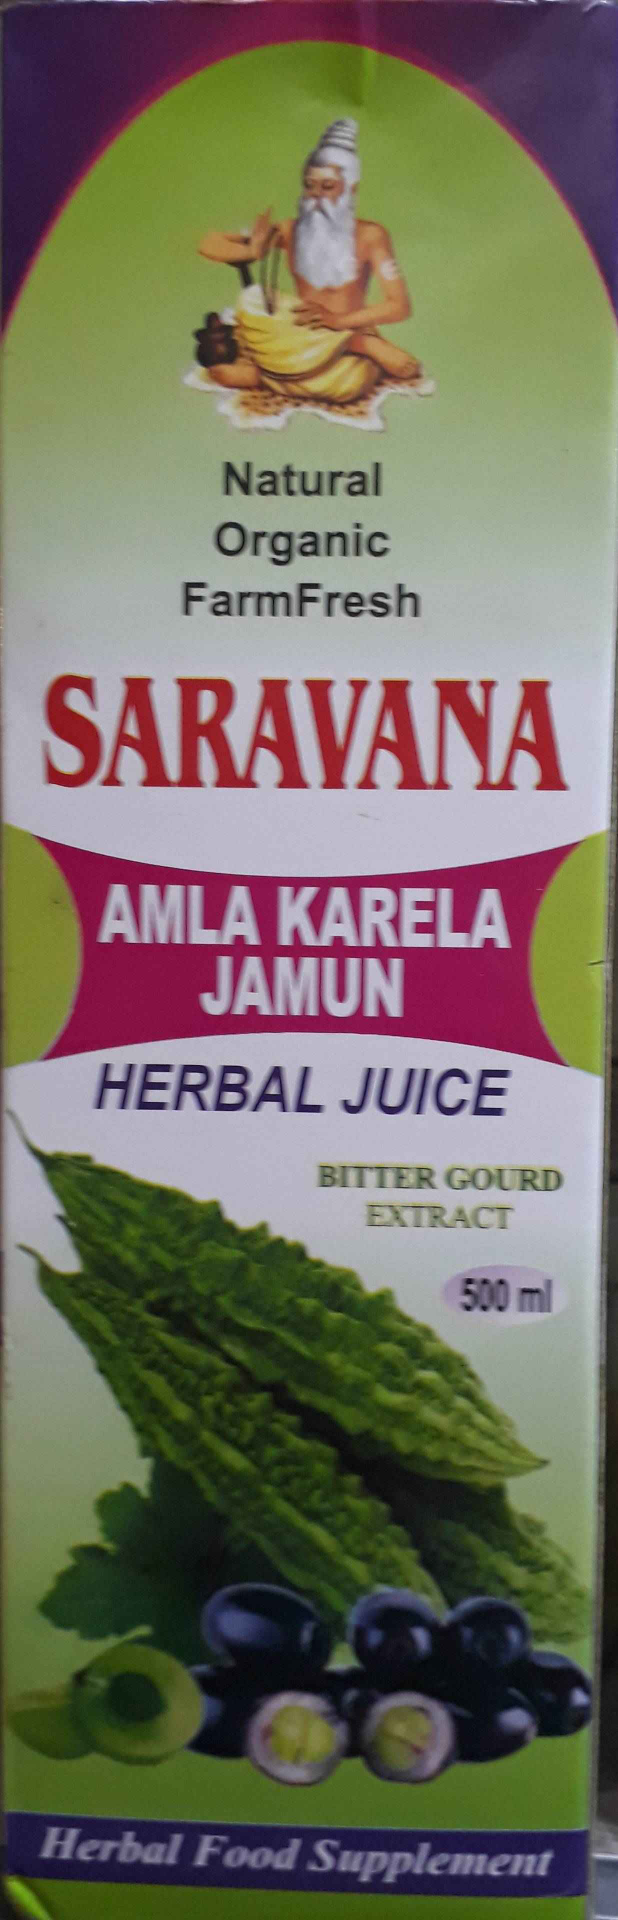 Natural
Organic
FarmFresh
SARAVANA
AMLA KARELA
JAMUN
HERBAL JUICE
BITTER GOURD
EXTRACT
500 ml
Herbal Food Supplement